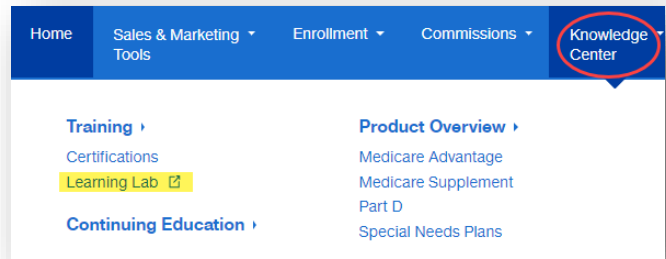 Home
Sales & Marketing
Tools
Enrollment
Commissions
Knowledge
Center
Training
Certifications
Learning Lab
Continuing Education
Product Overview
Medicare Advantage
Medicare Supplement
Part D
Special Needs Plans